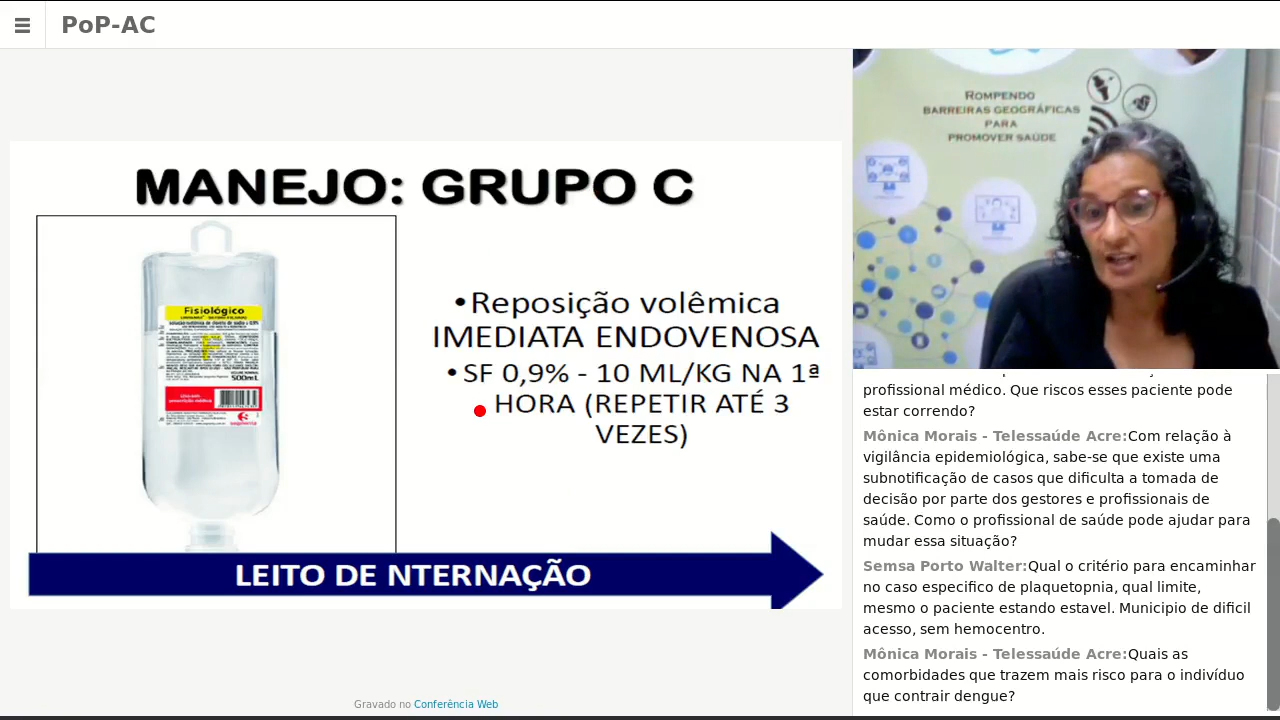 PoP-AC
MANEJO: GRUPO C
Fisiológico
500mL
•Reposição volêmica
IMEDIATA ENDOVENOSA
•SF 0,9% - 10 ML/KG NA 1ª
HORA (REPETIR ATÉ 3
VEZES)
LEITO DE NTERNAÇÃO
Gravado no Conferência Web
ROMPENDO
BARREIRAS GEOGRÁFICAS
PARA
PROMOVER SAÚDE
profissional médico. Que riscos esses paciente pode
estar correndo?
Mônica Morais - Telessaúde Acre:Com relação à
vigilância epidemiológica, sabe-se que existe uma
subnotificação de casos que dificulta a tomada de
decisão por parte dos gestores e profissionais de
saúde. Como o profissional de saúde pode ajudar para
mudar essa situação?
Semsa Porto Walter:Qual o critério para encaminhar
no caso especifico de plaquetopnia, qual limite,
mesmo o paciente estando estavel. Municipio de dificil
acesso, sem hemocentro.
Mônica Morais - Telessaúde Acre:Quais as
comorbidades que trazem mais risco para o indivíduo
que contrair dengue?